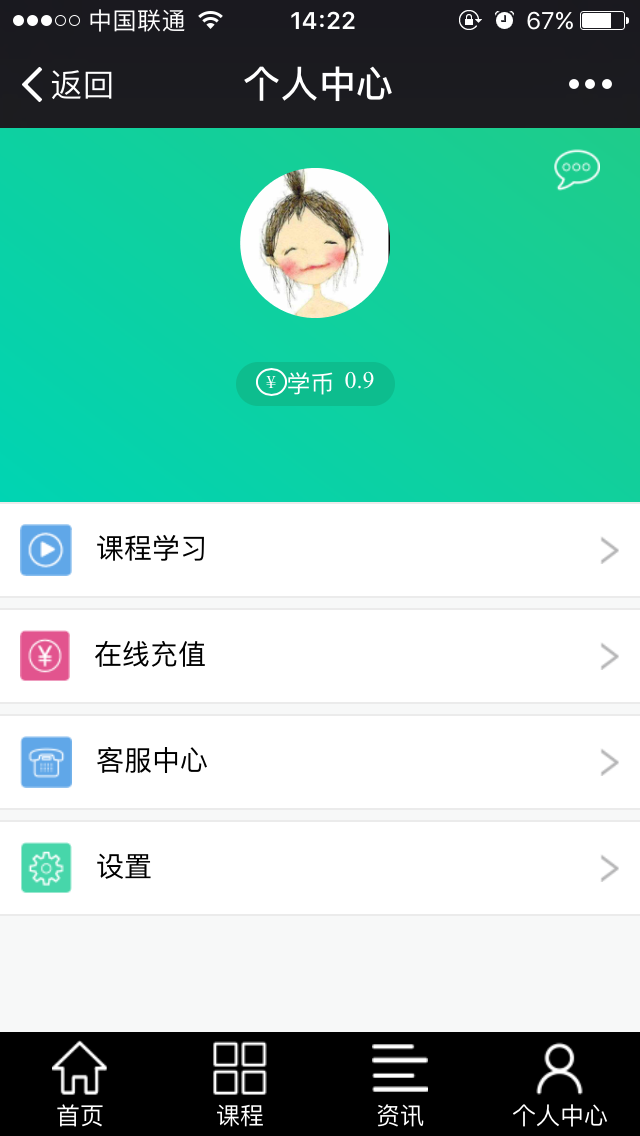 中国联通 14:22 67%
返回 个人中心
¥学币 0.9
课程学习
¥
在线充值
客服中心
设置
首页 课程 资讯 个人中心